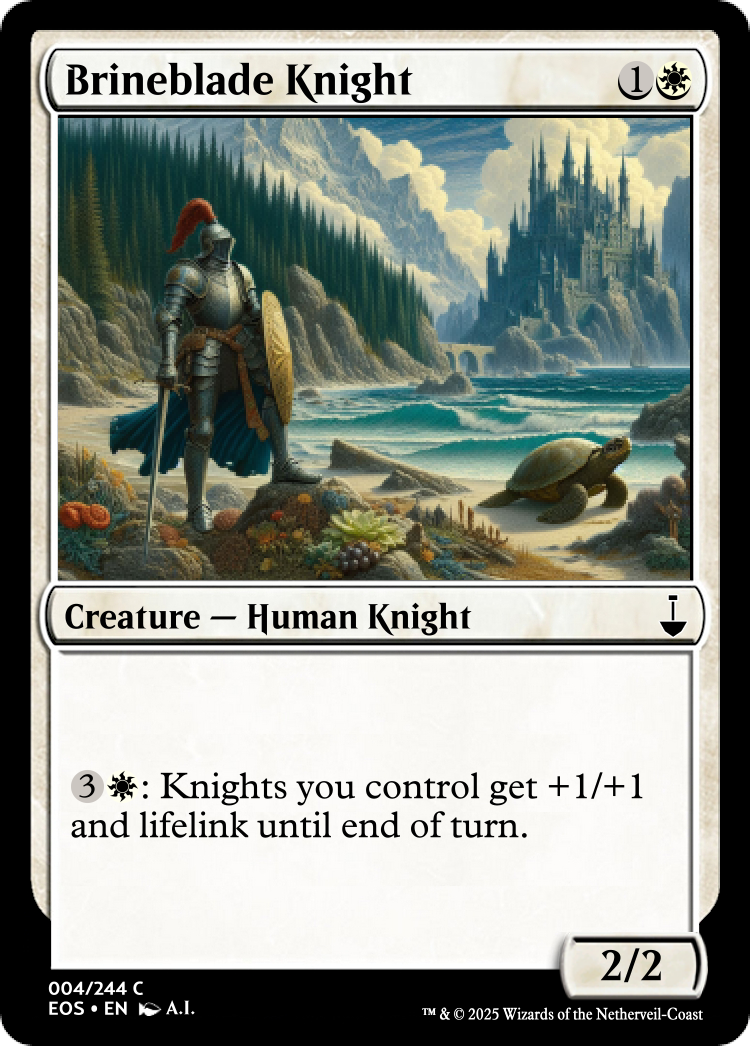 Brineblade Knight 1
Creature — Human Knight
3: Knights you control get +1/+1
and lifelink until end of turn.
2/2
004/244 C
EOS • EN A.I.
™ & © 2025 Wizards of the Netherveil-Coast